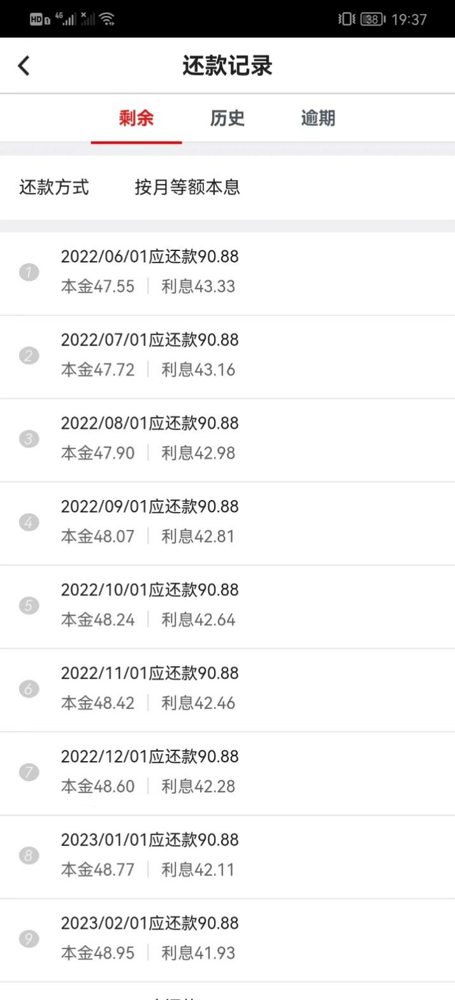 HD 1 4G 38 19:37
还款记录
剩余 历史 逾期
还款方式 按月等额本息
1
2022/06/01应还款90.88
本金47.55 利息43.33
2
2022/07/01应还款90.88
本金47.72 利息43.16
3
2022/08/01应还款90.88
本金47.90 利息42.98
4
2022/09/01应还款90.88
本金48.07 利息42.81
5
2022/10/01应还款90.88
本金48.24 利息42.64
6
2022/11/01应还款90.88
本金48.42 利息42.46
7
2022/12/01应还款90.88
本金48.60 利息42.28
8
2023/01/01应还款90.88
本金48.77 利息42.11
9
2023/02/01应还款90.88
本金48.95 利息41.93